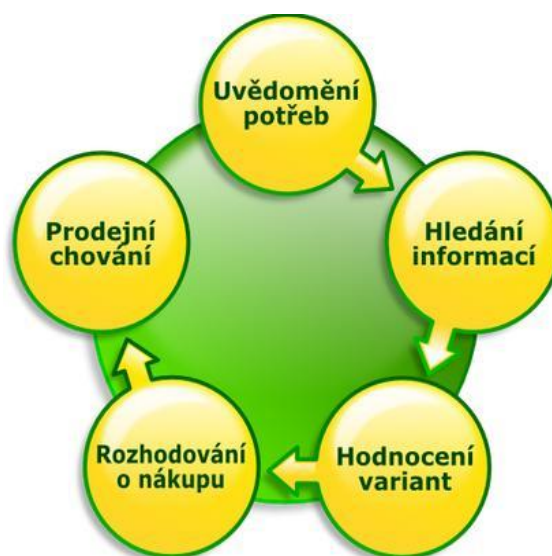 Uvědomění
potřeb
Hledání
informací
Hodnocení
variant
Rozhodování
o nákupu
Prodejní
chování